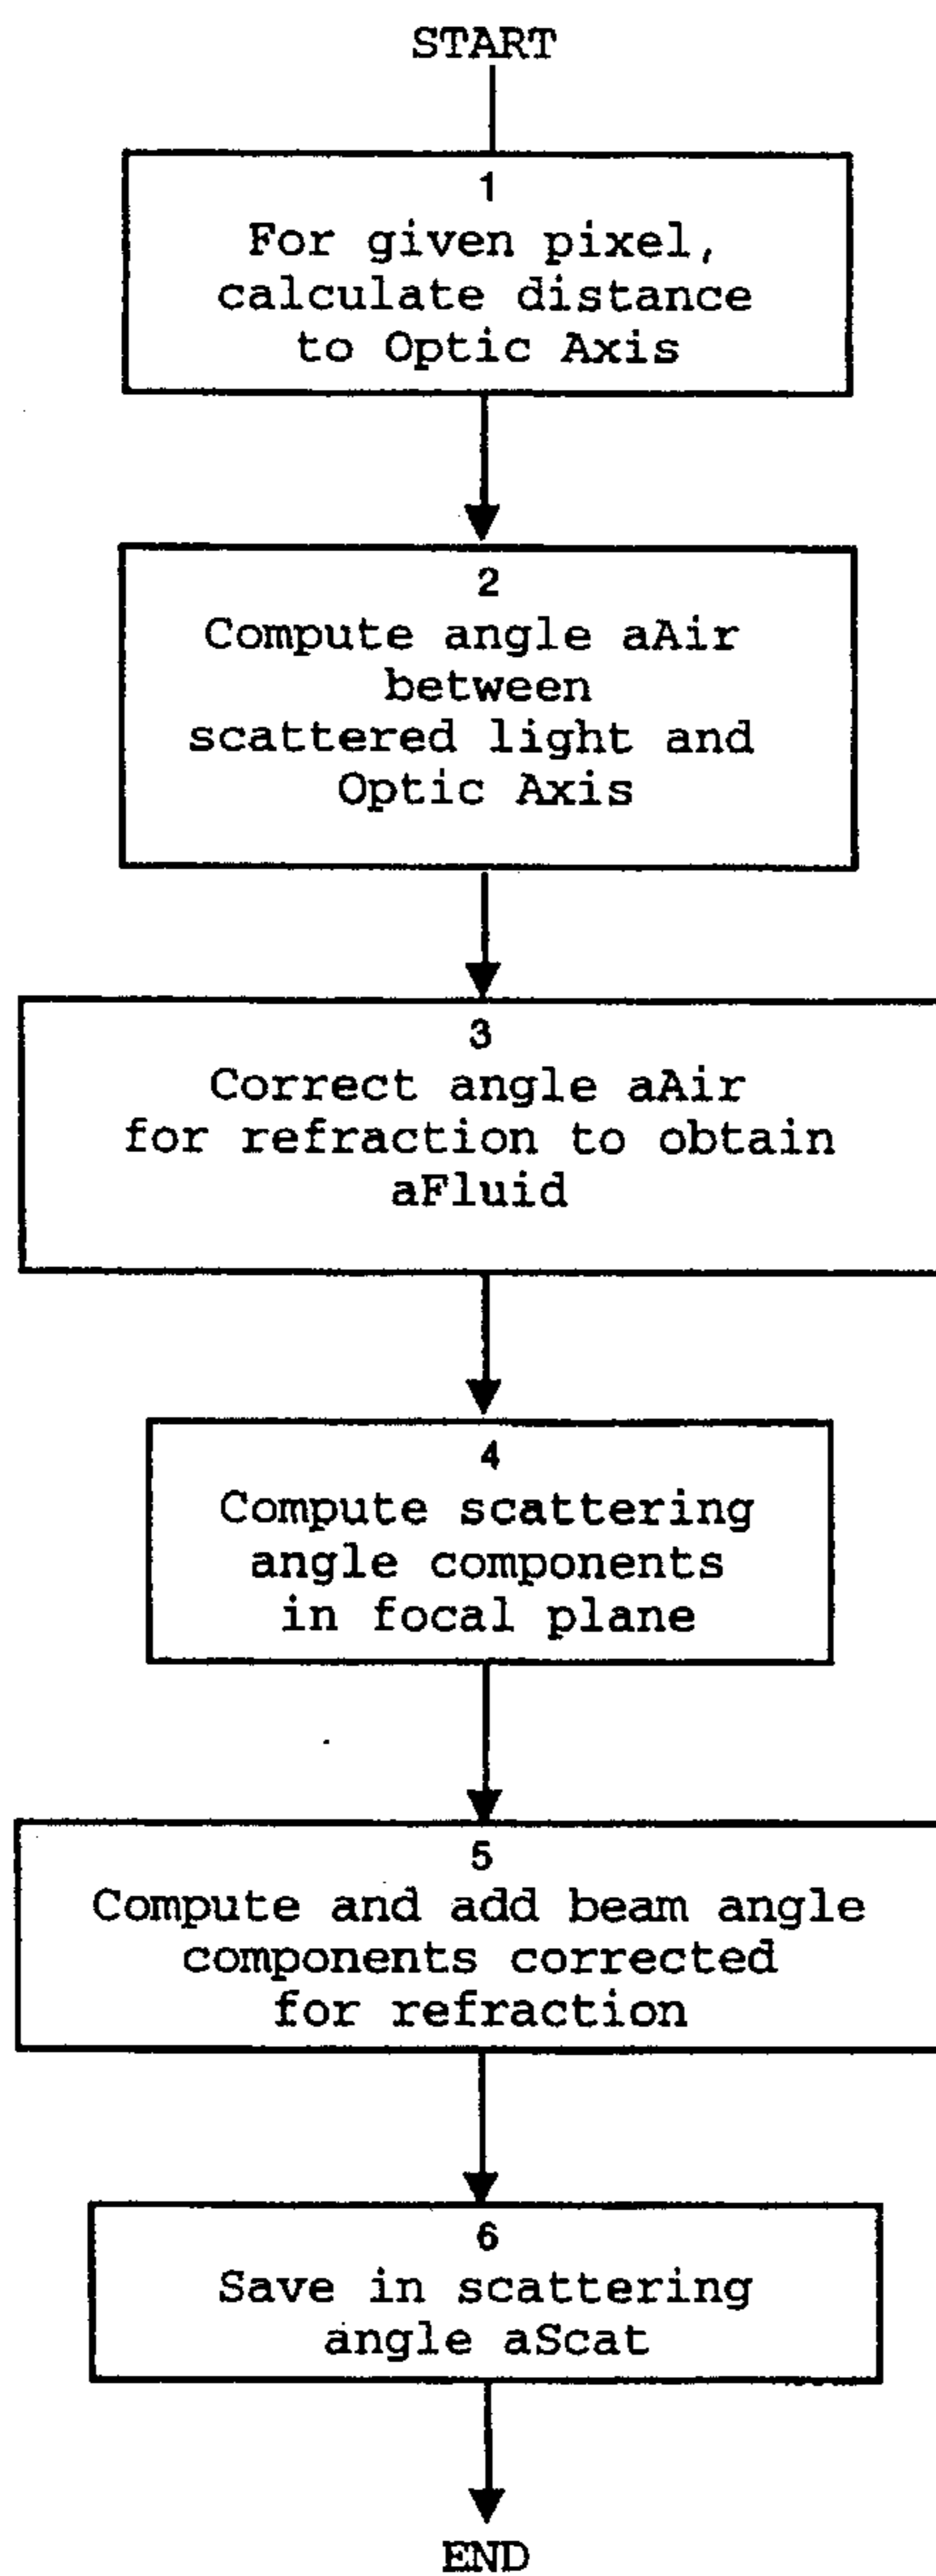 START
1
For given pixel,
calculate distance
to Optic Axis
2
Compute angle aAir
between
scattered light and
Optic Axis
3
Correct angle aAir
for refraction to obtain
aFluid
4
Compute scattering
angle components
in focal plane
5
Compute and add beam angle
components corrected
for refraction
6
Save in scattering
angle aScat
END